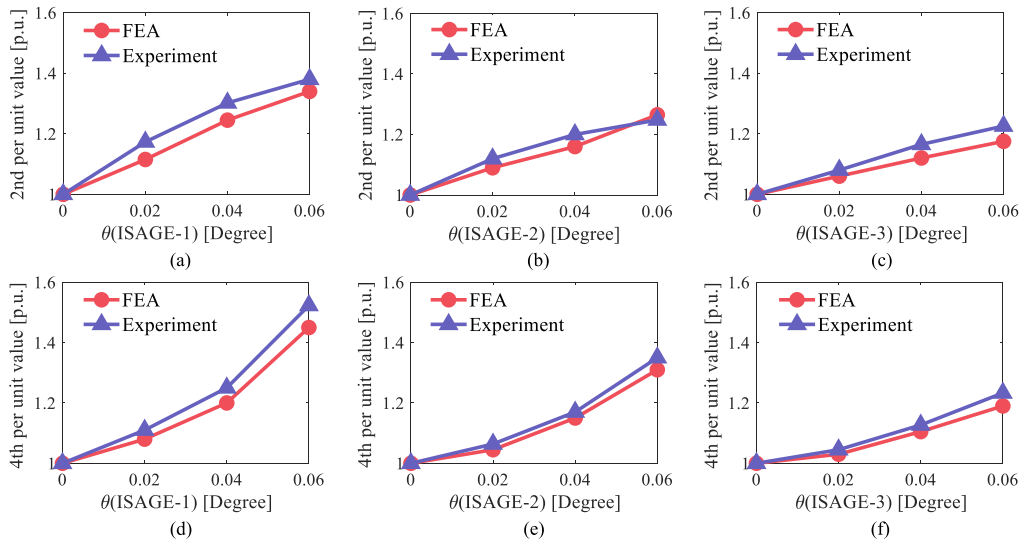 2nd per unit value [p.u.]
1.6
1.4
1.2
1
FEA
Experiment
0 0.02 0.04 0.06
θ(ISAGE-1) [Degree]
(a)
2nd per unit value [p.u.]
1.6
1.4
1.2
1
FEA
Experiment
0 0.02 0.04 0.06
θ(ISAGE-2) [Degree]
(b)
2nd per unit value [p.u.]
1.6
1.4
1.2
1
FEA
Experiment
0 0.02 0.04 0.06
θ(ISAGE-3) [Degree]
(c)
4th per unit value [p.u.]
1.6
1.4
1.2
1
FEA
Experiment
0 0.02 0.04 0.06
θ(ISAGE-1) [Degree]
(d)
4th per unit value [p.u.]
1.6
1.4
1.2
1
FEA
Experiment
0 0.02 0.04 0.06
θ(ISAGE-2) [Degree]
(e)
4th per unit value [p.u.]
1.6
1.4
1.2
1
FEA
Experiment
0 0.02 0.04 0.06
θ(ISAGE-3) [Degree]
(f)